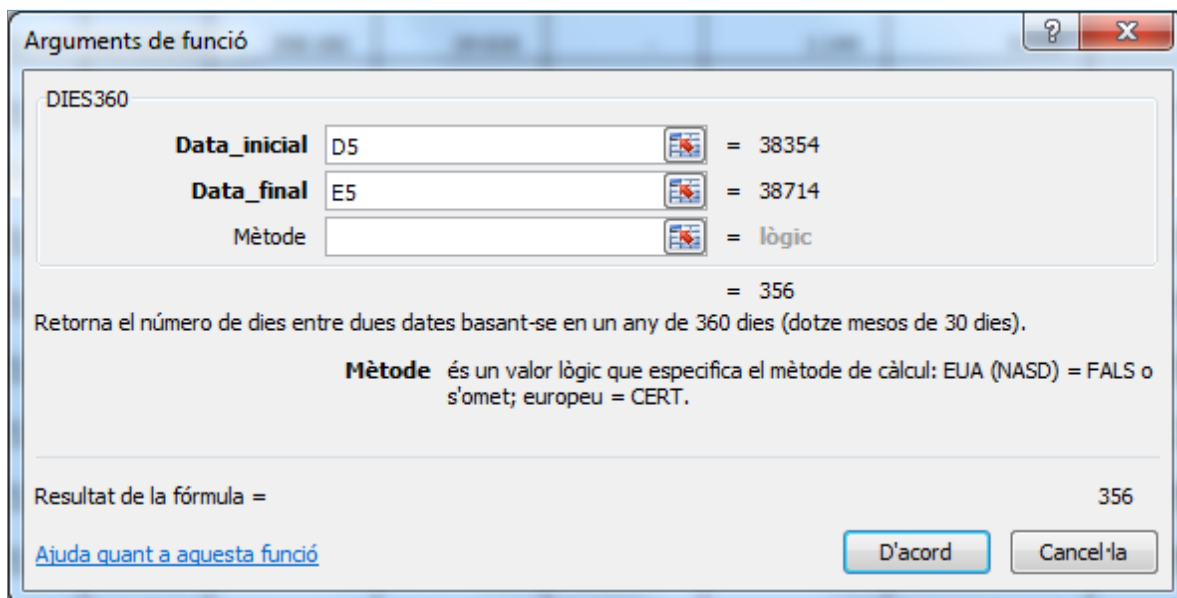 Arguments de funció
DIES360
Data_inicial D5 = 38354
Data_final E5 = 38714
Mètode = lògic
= 356
Retorna el número de dies entre dues dates basant-se en un any de 360 dies (dotze mesos de 30 dies).
Mètode és un valor lògic que especifica el mètode de càlcul: EUA (NASD) = FALS o
s'omet; europeu = CERT.
Resultat de la fórmula = 356
Ajuda quant a aquesta funció
D'acord Cancel·la